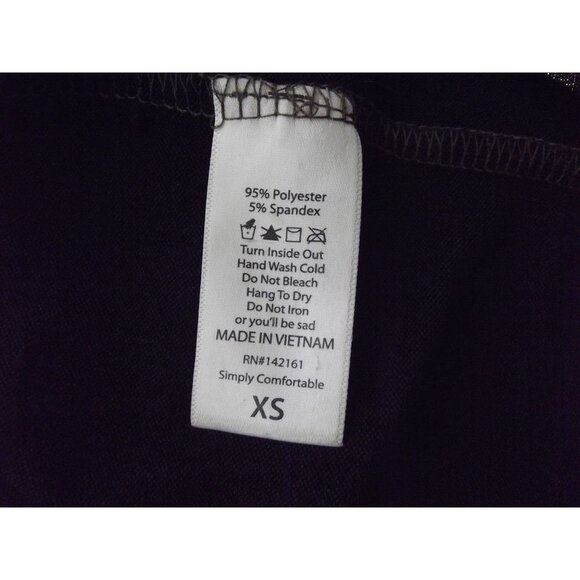 95% Polyester
5% Spandex
Turn Inside Out
Hand Wash Cold
Do Not Bleach
Hang To Dry
Do Not Iron
or you'll be sad
MADE IN VIETNAM
RN#142161
Simply Comfortable
XS